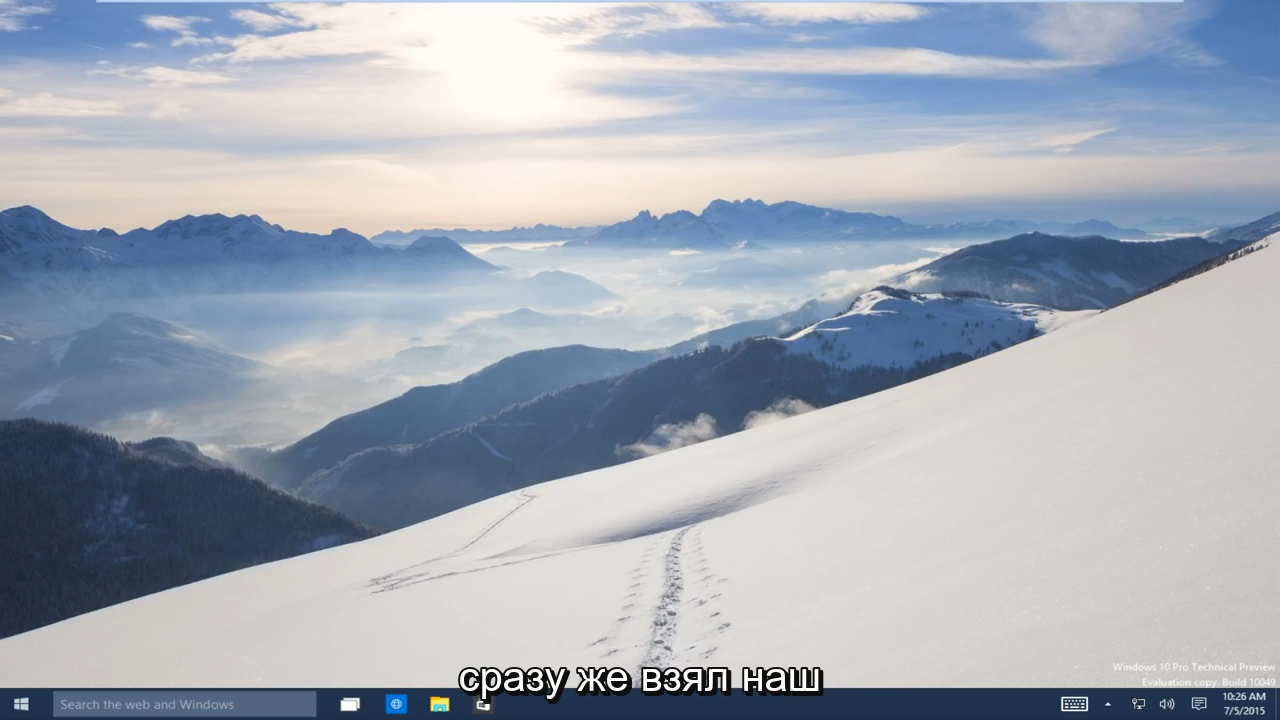 сразу же взял наш
Windows 10 Pro Technical Preview
Evaluation copy. Build 10049
Search the web and Windows
10:26 AM
7/5/2015